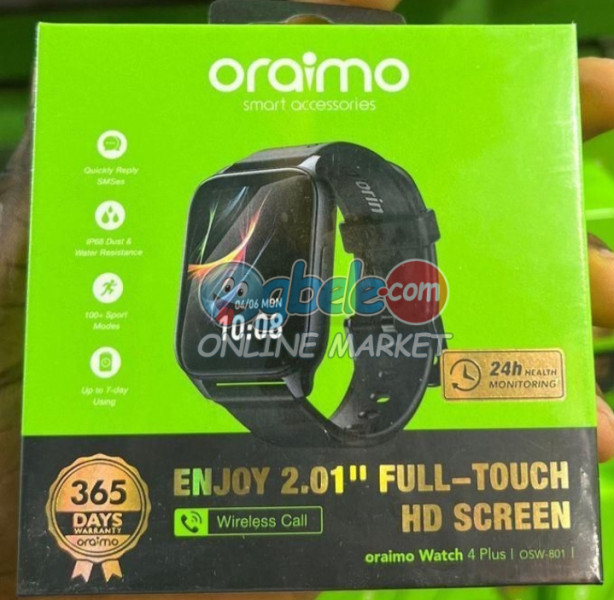 oraimo
smart accessories
Quickly Reply
SMSes
IP68 Dust &
Water Resistance
100+ Sport
Modes
Up to 7-day
Using
orin
04/06 MON
10:08
gbele.com
ONLINE MARKET
24h HEALTH
MONITORING
365
DAYS
WARRANTY
oraimo
ENJOY 2.01" FULL-TOUCH
HD SCREEN
Wireless Call
oraimo Watch 4 Plus | OSW-801 |